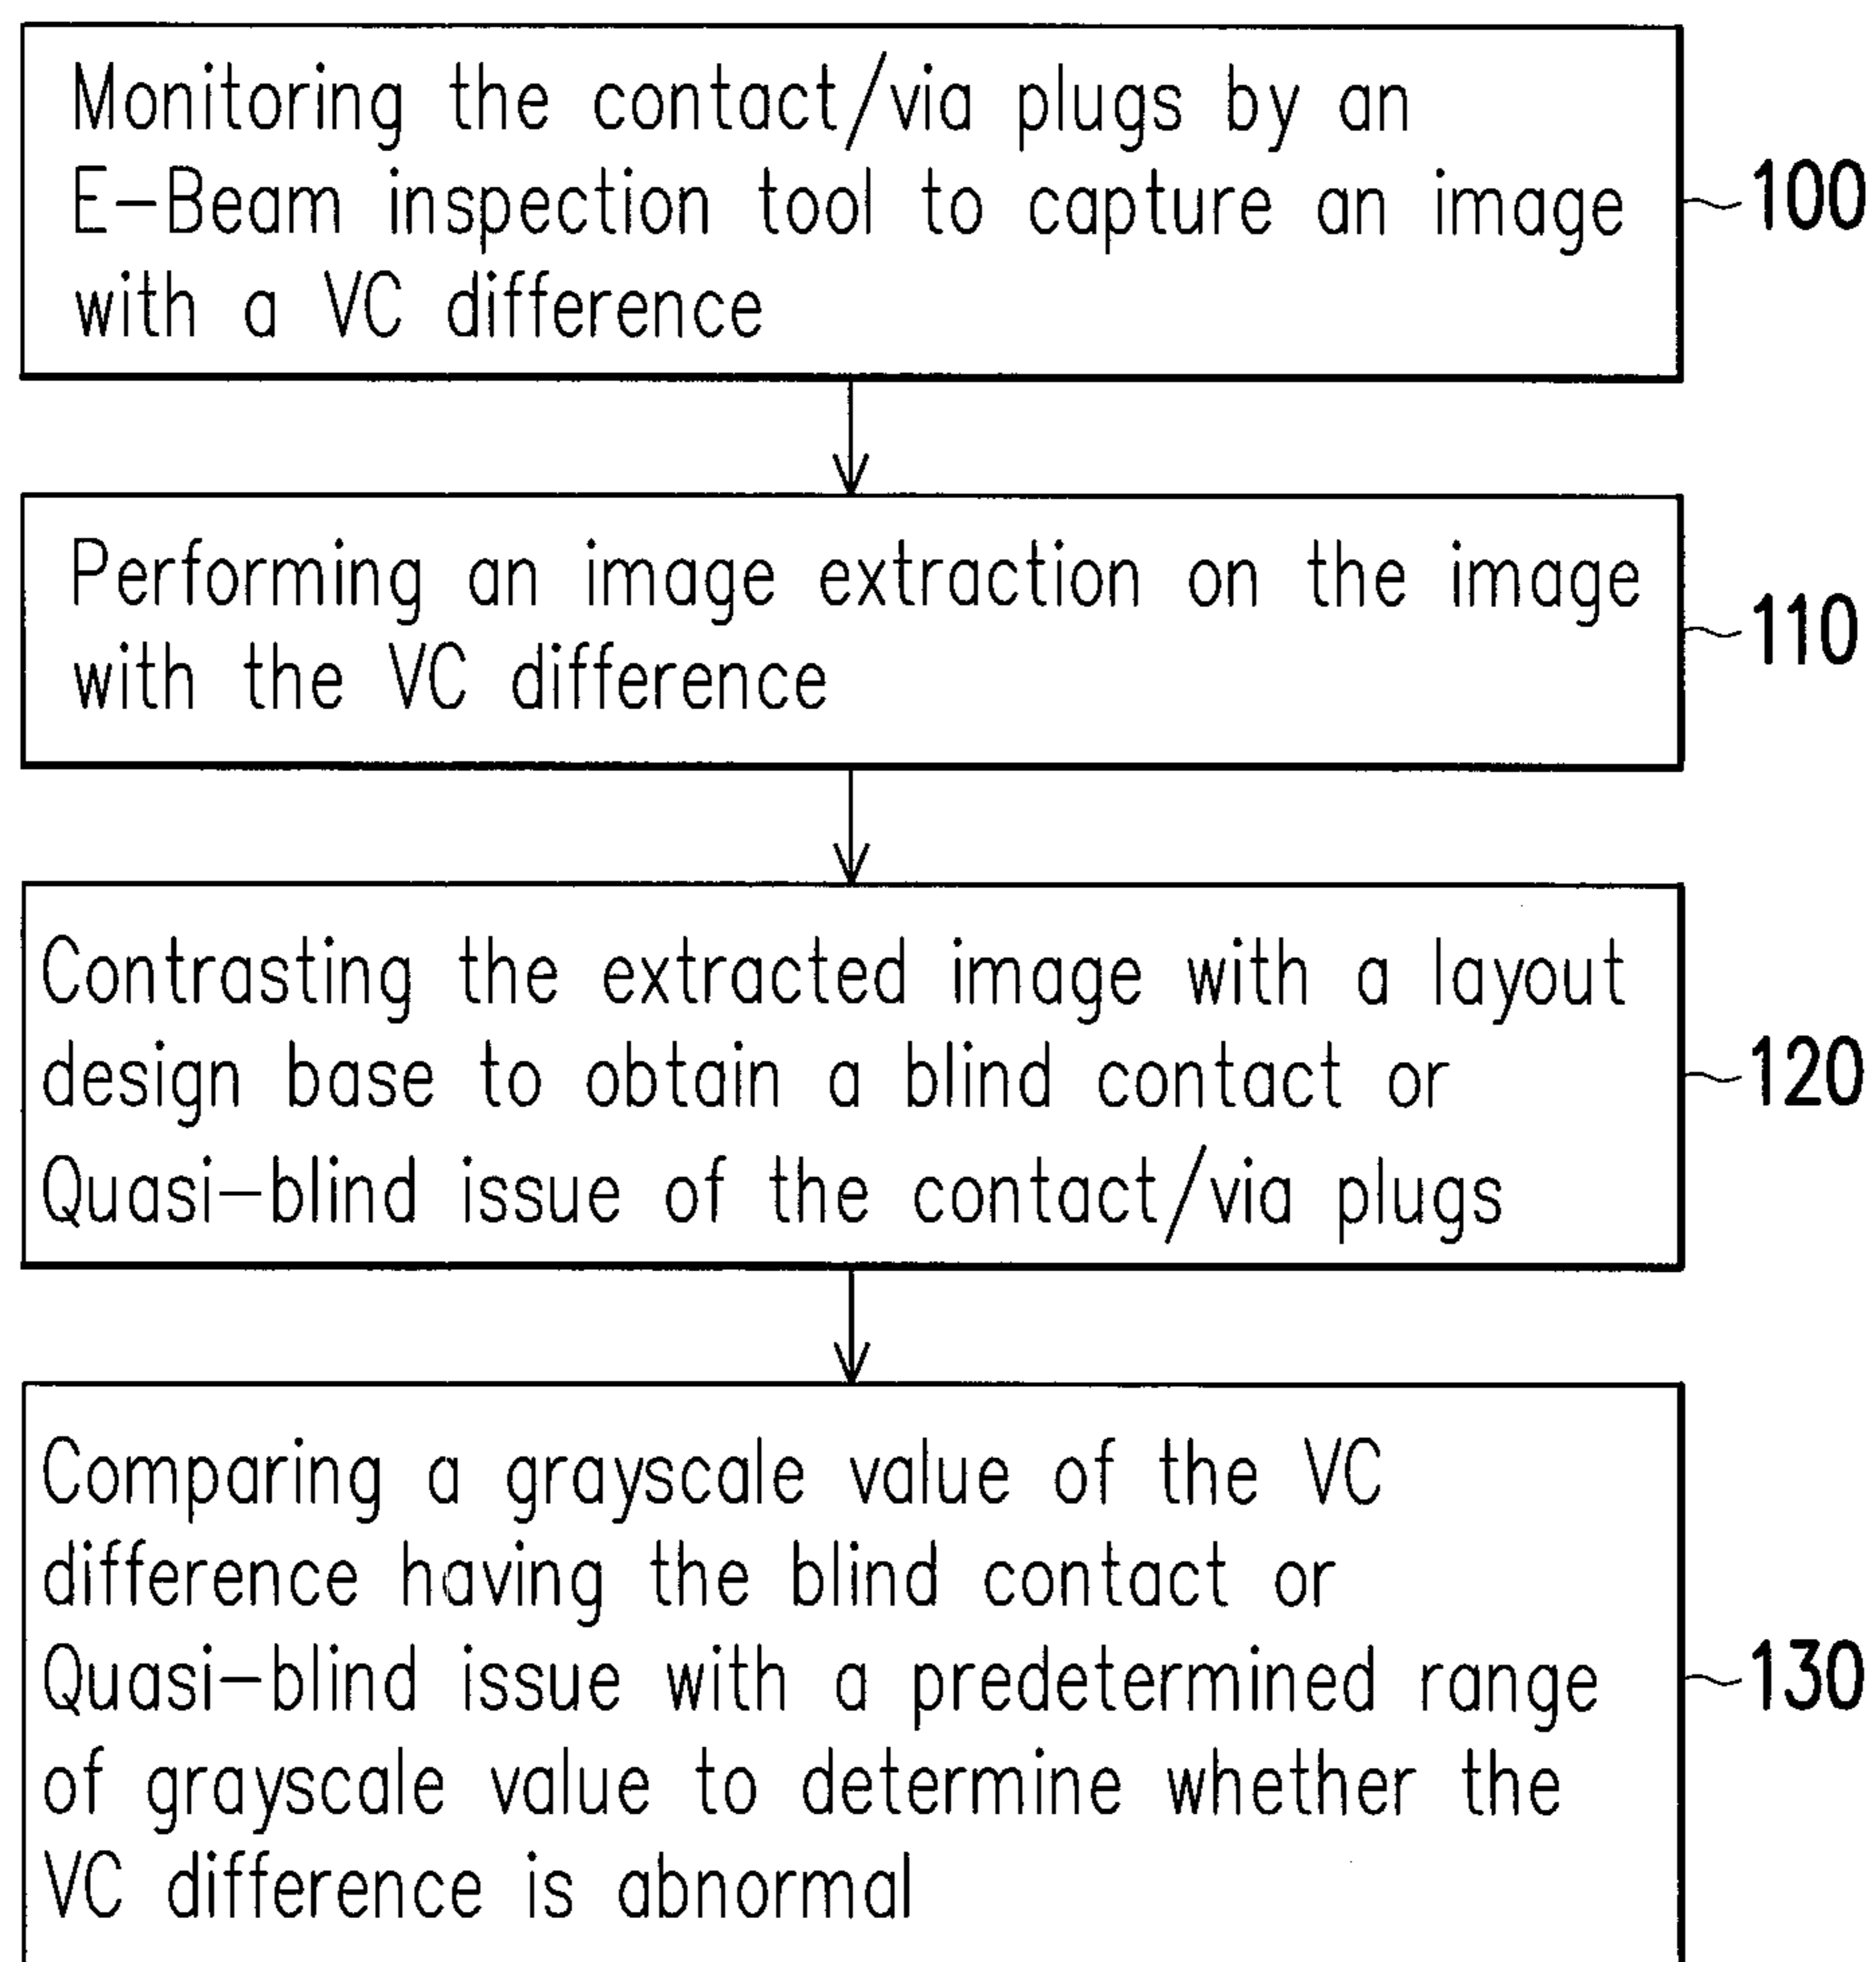 Monitoring the contact/via plugs by an
E-Beam inspection tool to capture an image
with a VC difference
100
Performing an image extraction on the image
with the VC difference
110
Contrasting the extracted image with a layout
design base to obtain a blind contact or
Quasi-blind issue of the contact/via plugs
120
Comparing a grayscale value of the VC
difference having the blind contact or
Quasi-blind issue with a predetermined range
of grayscale value to determine whether the
VC difference is abnormal
130